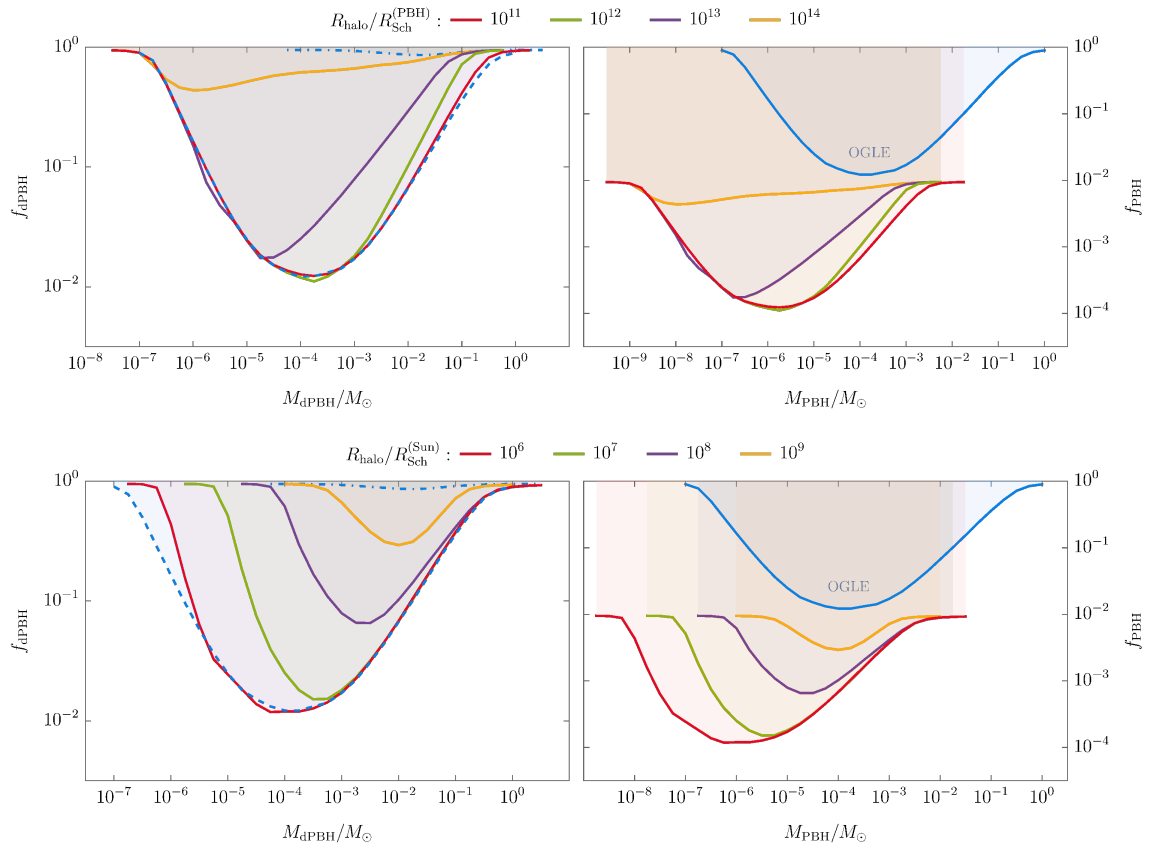 R_halo/R_Sch^(PBH) : 10^11 10^12 10^13 10^14
10^0 10^0
10^-1
10^-1
OGLE
f_dPBH 10^-2 f_PBH
10^-3
10^-2
10^-4
10^-8 10^-7 10^-6 10^-5 10^-4 10^-3 10^-2 10^-1 10^0 10^-9 10^-8 10^-7 10^-6 10^-5 10^-4 10^-3 10^-2 10^-1 10^0
M_dPBH/M_⊙ M_PBH/M_⊙
R_halo/R_Sch^(Sun) : 10^6 10^7 10^8 10^9
10^0 10^0
10^-1
OGLE
10^-1
f_dPBH 10^-2 f_PBH
10^-3
10^-2
10^-4
10^-7 10^-6 10^-5 10^-4 10^-3 10^-2 10^-1 10^0 10^-8 10^-7 10^-6 10^-5 10^-4 10^-3 10^-2 10^-1 10^0
M_dPBH/M_⊙ M_PBH/M_⊙